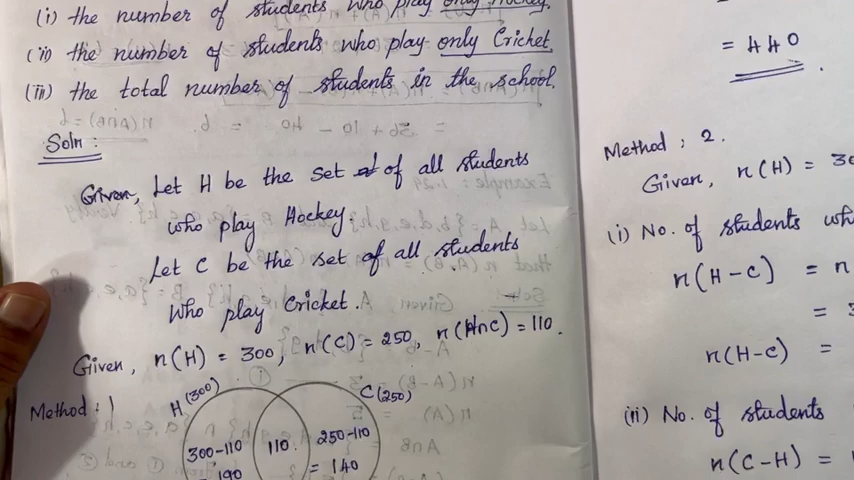 (i) the number of students who play only Hockey.
(ii) the number of students who play only Cricket.
(iii) the total number of students in the school.
Soln :
Given, Let H be the set of all students
who play Hockey.
Let C be the set of all students
who play Cricket.
Given, n(H) = 300, n(C) = 250, n(H∩C) = 110.
Method : 1
H(300)
C(250)
300-110
190
110.
250-110
= 140
= 440
Method : 2.
Given, n(H) = 30
(i) No. of students wh
n(H-C) = n
= 3
n(H-C) =
(ii) No. of students
n(C-H) =